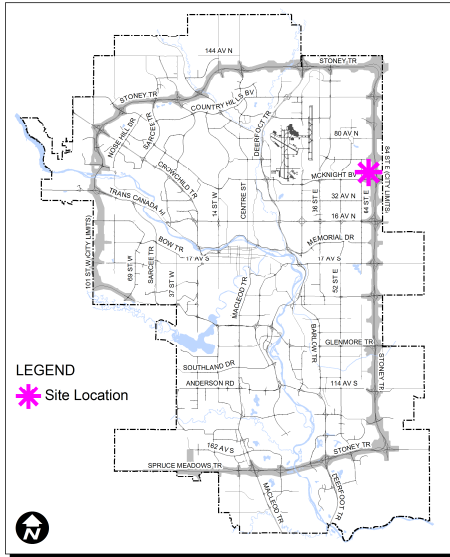 144 AV N
STONEY TR
STONEY TR
COUNTRY HILLS BV
NOSE HILL DR
SARCEE TR
DEERFOOT TR
80 AV N
CROWCHILD TR
14 ST W
CENTRE ST
36 ST E
MCKNIGHT BV
84 ST E (CITY LIMITS)
32 AV N
68 ST E
16 AV N
TRANS CANADA HI
MEMORIAL DR
BOW TR
17 AV S
17 AV S
101 ST W (CITY LIMITS)
69 ST W
SARCEE TR
37 ST W
MACLEOD TR
52 ST E
BARLOW TR
GLENMORE TR
STONEY TR
SOUTHLAND DR
ANDERSON RD
114 AV S
LEGEND
Site Location
162 AV S
STONEY TR
SPRUCE MEADOWS TR
MACLEOD TR
DEERFOOT TR
N